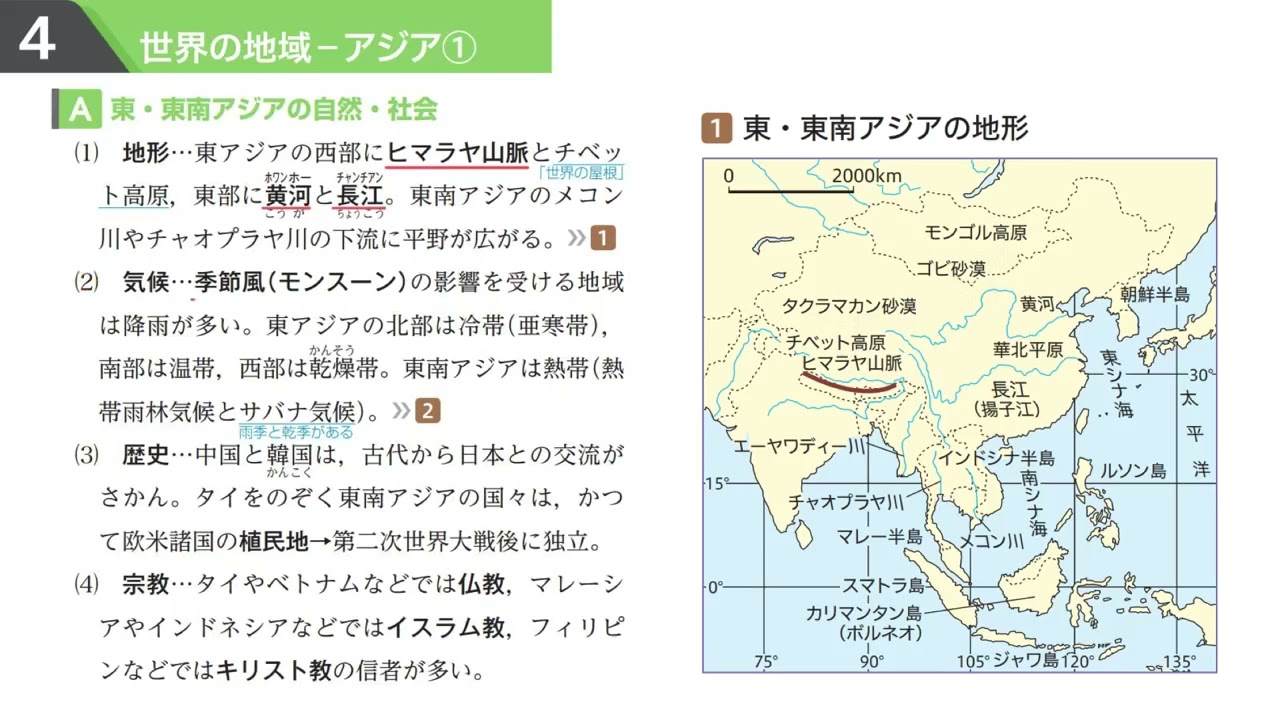 4 世界の地域－アジア①
A 東・東南アジアの自然・社会
(1) 地形…東アジアの西部にヒマラヤ山脈とチベッ
「世界の屋根」
ホワンホー チャンチアン
ト高原，東部に黄河と長江。東南アジアのメコン
こうが ちょうこう
川やチャオプラヤ川の下流に平野が広がる。 1
(2) 気候…季節風(モンスーン)の影響を受ける地域
は降雨が多い。東アジアの北部は冷帯(亜寒帯)，
かんそう
南部は温帯，西部は乾燥帯。東南アジアは熱帯(熱
帯雨林気候とサバナ気候)。 2
雨季と乾季がある
(3) 歴史…中国と韓国は，古代から日本との交流が
かんこく
さかん。タイをのぞく東南アジアの国々は，かつ
て欧米諸国の植民地→第二次世界大戦後に独立。
(4) 宗教…タイやベトナムなどでは仏教，マレーシ
アやインドネシアなどではイスラム教，フィリピ
ンなどではキリスト教の信者が多い。
1 東・東南アジアの地形
0 2000km
モンゴル高原
ゴビ砂漠
タクラマカン砂漠
黄河
朝鮮半島
チベット高原
ヒマラヤ山脈
華北平原
長江
(揚子江)
東シナ海
30°
太平洋
エーヤワディー川
インドシナ半島
ルソン島
15°
チャオプラヤ川
南シナ海
マレー半島
メコン川
0°
スマトラ島
カリマンタン島
(ボルネオ)
75° 90° 105° ジャワ島 120° 135°